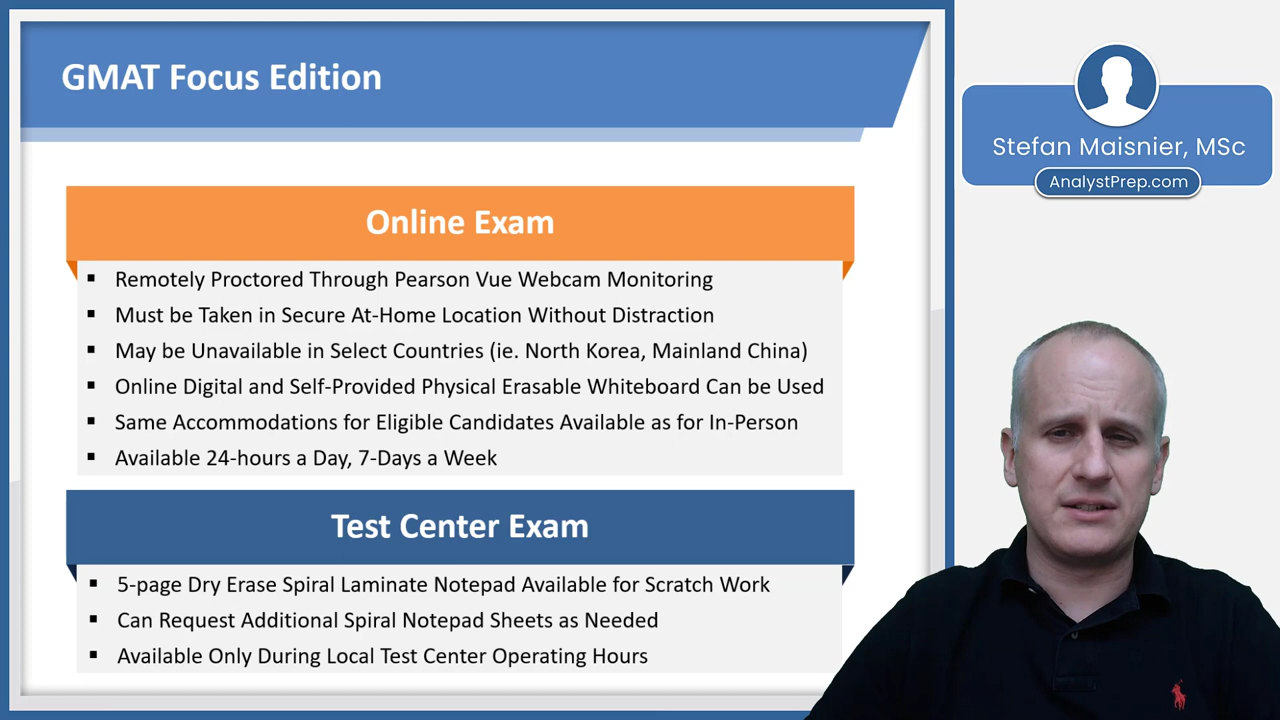 GMAT Focus Edition
Stefan Maisnier, MSc
AnalystPrep.com
Online Exam
▪ Remotely Proctored Through Pearson Vue Webcam Monitoring
▪ Must be Taken in Secure At-Home Location Without Distraction
▪ May be Unavailable in Select Countries (ie. North Korea, Mainland China)
▪ Online Digital and Self-Provided Physical Erasable Whiteboard Can be Used
▪ Same Accommodations for Eligible Candidates Available as for In-Person
▪ Available 24-hours a Day, 7-Days a Week
Test Center Exam
▪ 5-page Dry Erase Spiral Laminate Notepad Available for Scratch Work
▪ Can Request Additional Spiral Notepad Sheets as Needed
▪ Available Only During Local Test Center Operating Hours